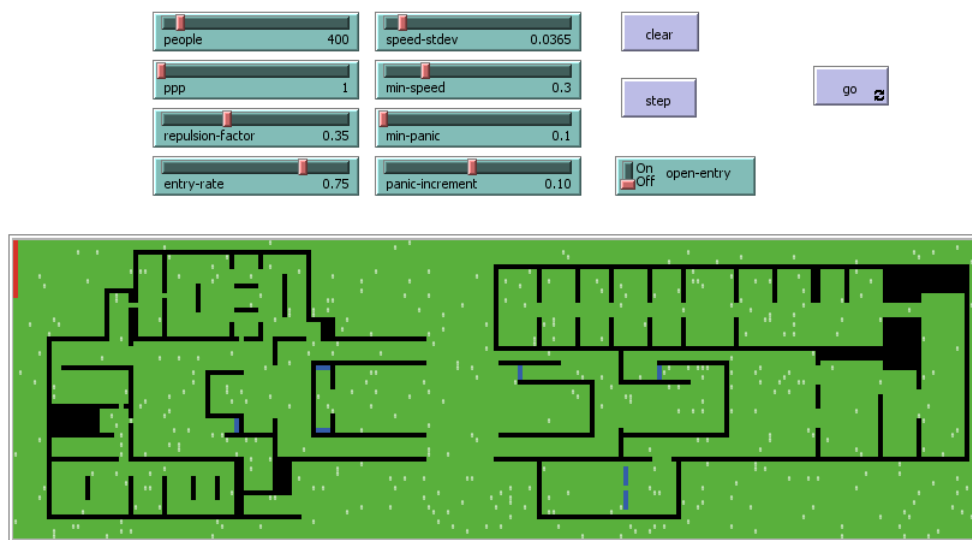 people 400
speed-stdev 0.0365
clear
ppp 1
min-speed 0.3
step
go
repulsion-factor 0.35
min-panic 0.1
entry-rate 0.75
panic-increment 0.10
On
Off
open-entry